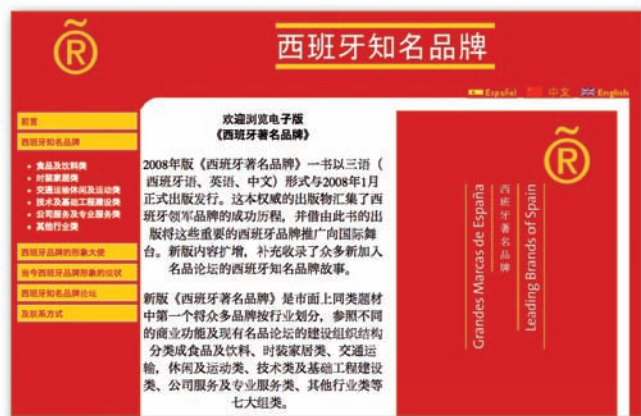 R
西班牙知名品牌
Español 中文 English
前言
西班牙知名品牌
食品及饮料类
时装家居类
交通运输休闲及运动类
技术及基础工程建设类
公司服务及专业服务类
其他行业类
西班牙品牌的形象大使
当今西班牙品牌形象的症状
西班牙知名品牌论坛
及联系方式
欢迎浏览电子版
《西班牙著名品牌》
2008年版《西班牙著名品牌》一书以三语（
西班牙语、英语、中文）形式与2008年1月
正式出版发行。这本权威的出版物汇集了西
班牙领军品牌的成功历程，并借由此书的出
版将这些重要的西班牙品牌推广向国际舞
台。新版内容扩增，补充收录了众多新加入
名品论坛的西班牙知名品牌故事。
新版《西班牙著名品牌》是市面上同类题材
中第一个将众多品牌按行业划分，参照不同
的商业功能及现有名品论坛的建设组织结构
分类成食品及饮料、时装家居类、交通运
输，休闲及运动类、技术类及基础工程建设
类、公司服务及专业服务类、其他行业类等
七大组类。
R
Grandes Marcas de España
西班牙著名品牌
Leading Brands of Spain